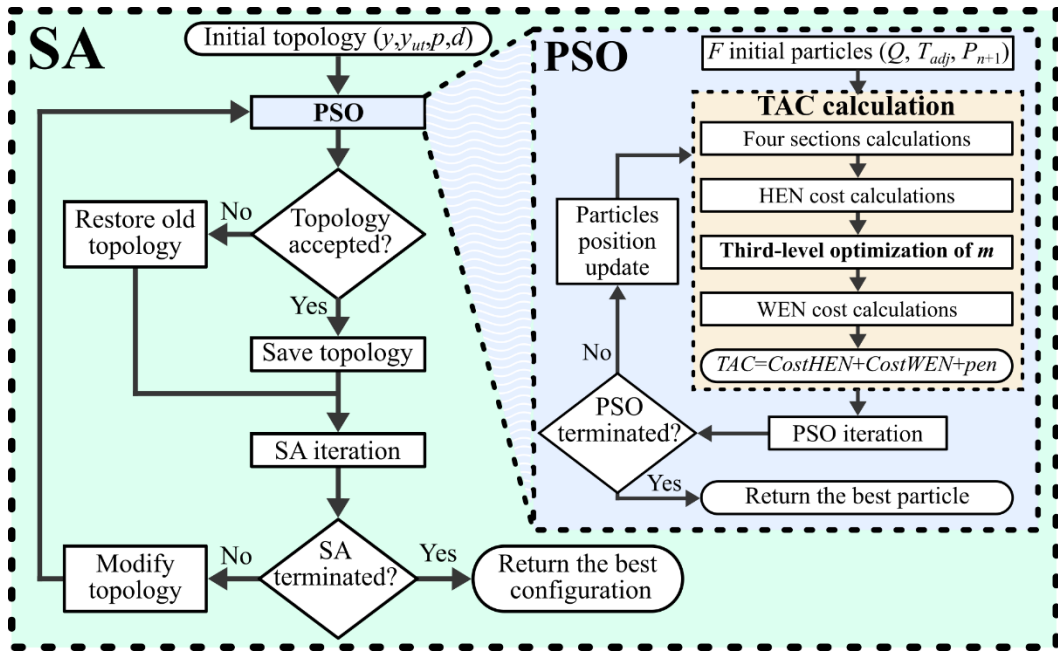 SA
Initial topology (y,y_ut,p,d)
PSO
Topology
accepted?
No
Restore old
topology
Yes
Save topology
SA iteration
SA
terminated?
No
Modify
topology
Yes
Return the best
configuration
PSO
F initial particles (Q, T_adj, P_n+1)
TAC calculation
Four sections calculations
HEN cost calculations
Third-level optimization of m
WEN cost calculations
TAC=CostHEN+CostWEN+pen
PSO iteration
PSO
terminated?
No
Particles
position
update
Yes
Return the best particle